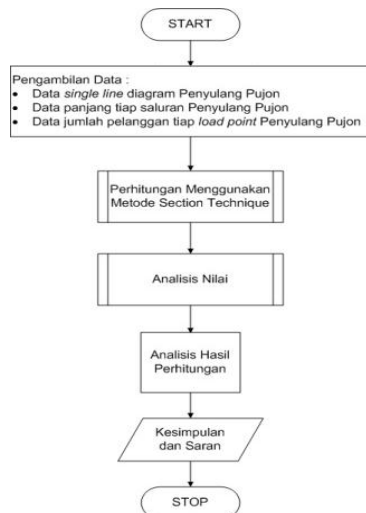 START
Pengambilan Data :
• Data single line diagram Penyulang Pujon
• Data panjang tiap saluran Penyulang Pujon
• Data jumlah pelanggan tiap load point Penyulang Pujon
Perhitungan Menggunakan
Metode Section Technique
Analisis Nilai
Analisis Hasil
Perhitungan
Kesimpulan
dan Saran
STOP